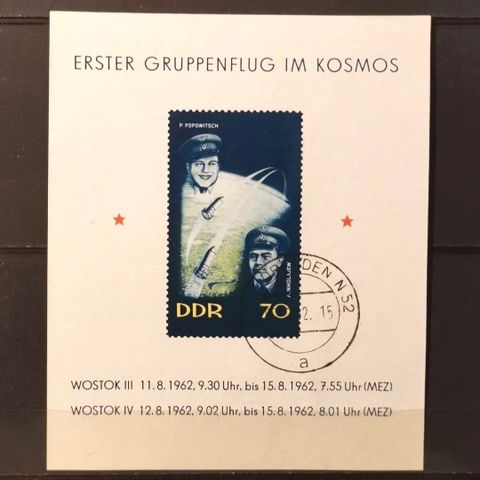 ERSTER GRUPPENFLUG IM KOSMOS
P. POPOWITSCH
A. NIKOLAJEW
DDR 70
DEN N 52
2. 15
a
WOSTOK III 11. 8. 1962, 9.30 Uhr, bis 15. 8. 1962, 7.55 Uhr (MEZ)
WOSTOK IV 12. 8. 1962, 9.02 Uhr, bis 15. 8. 1962, 8.01 Uhr (MEZ)